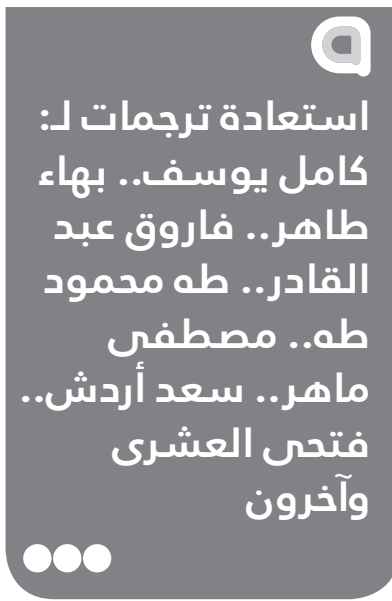 استعادة ترجمات لـ:
كامل يوسف.. بهاء
طاهر.. فاروق عبد
القادر.. طه محمود
طه.. مصطفى
ماهر.. سعد أردش..
فتحى العشرى
وآخرون